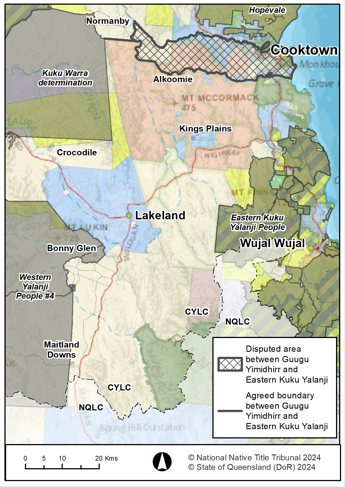 Hopevale
Normanby
Cooktown
Monkhou
Grave
Kuku Warra
determination
Alkoomie
MT MCCORMACK
475
Kings Plains
HIGHWAY
Crocodile
Lakeland
Eastern Kuku
Yalanji People
Wujal Wujal
Bonny Glen
Western
Yalanji
People #4
CYLC
NQLC
Maitland
Downs
CYLC
NQLC
Spring Hill Outstation
Disputed area
between Guugu
Yimidhirr and
Eastern Kuku Yalanji
Agreed boundary
between Guugu
Yimidhirr and
Eastern Kuku Yalanji
0 5 10 20 Kms
© National Native Title Tribunal 2024
© State of Queensland (DoR) 2024